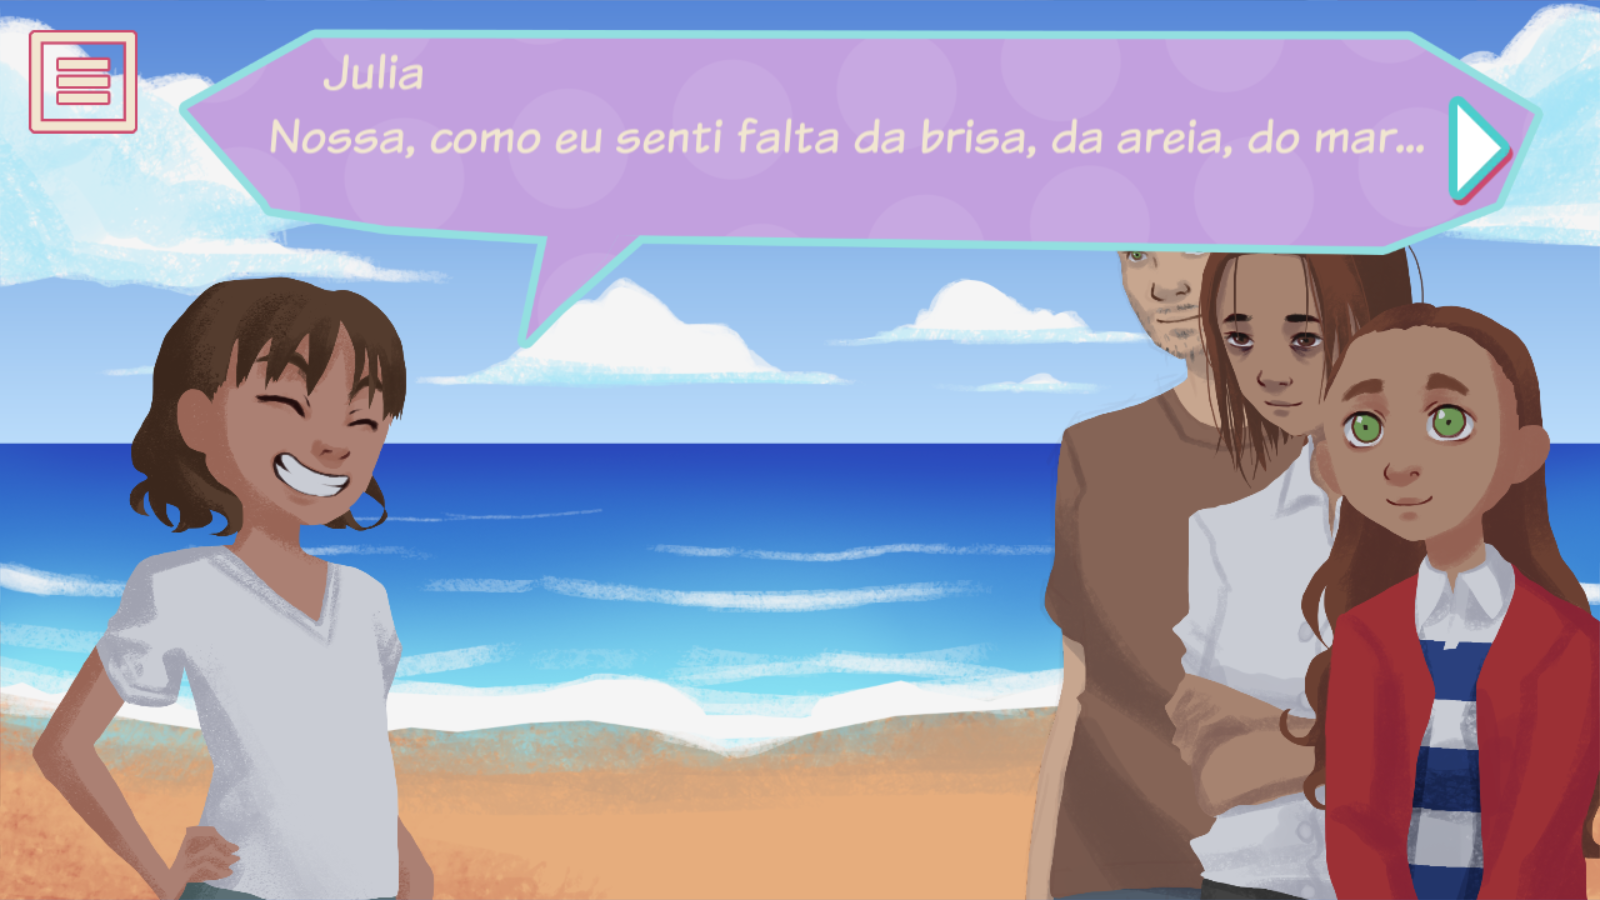 Julia
Nossa, como eu senti falta da brisa, da areia, do mar...